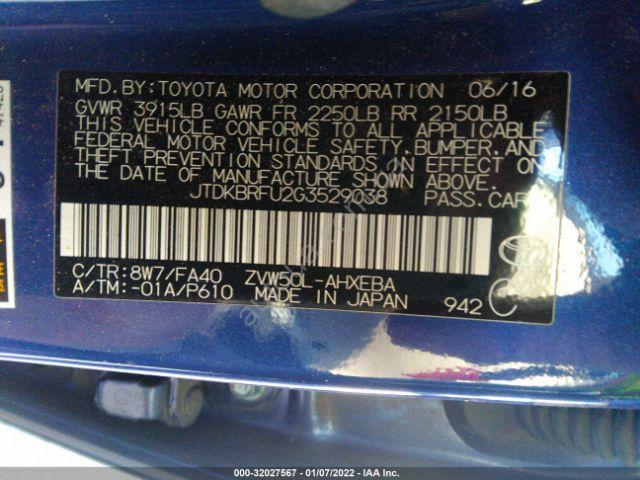 MFD.BY:TOYOTA MOTOR CORPORATION 06/16
GVWR 3915LB GAWR FR 2250LB RR 2150LB
THIS VEHICLE CONFORMS TO ALL APPLICABLE
FEDERAL MOTOR VEHICLE SAFETY,BUMPER,AND
THEFT PREVENTION STANDARDS IN EFFECT ON
THE DATE OF MANUFACTURE SHOWN ABOVE.
JTDKBRFU2G3529038 PASS.CAR
C/TR:8W7/FA40 ZVW50L-AHXEBA
A/TM:-01A/P610 MADE IN JAPAN 942 C
000-32027567 - 01/07/2022 - IAA Inc.